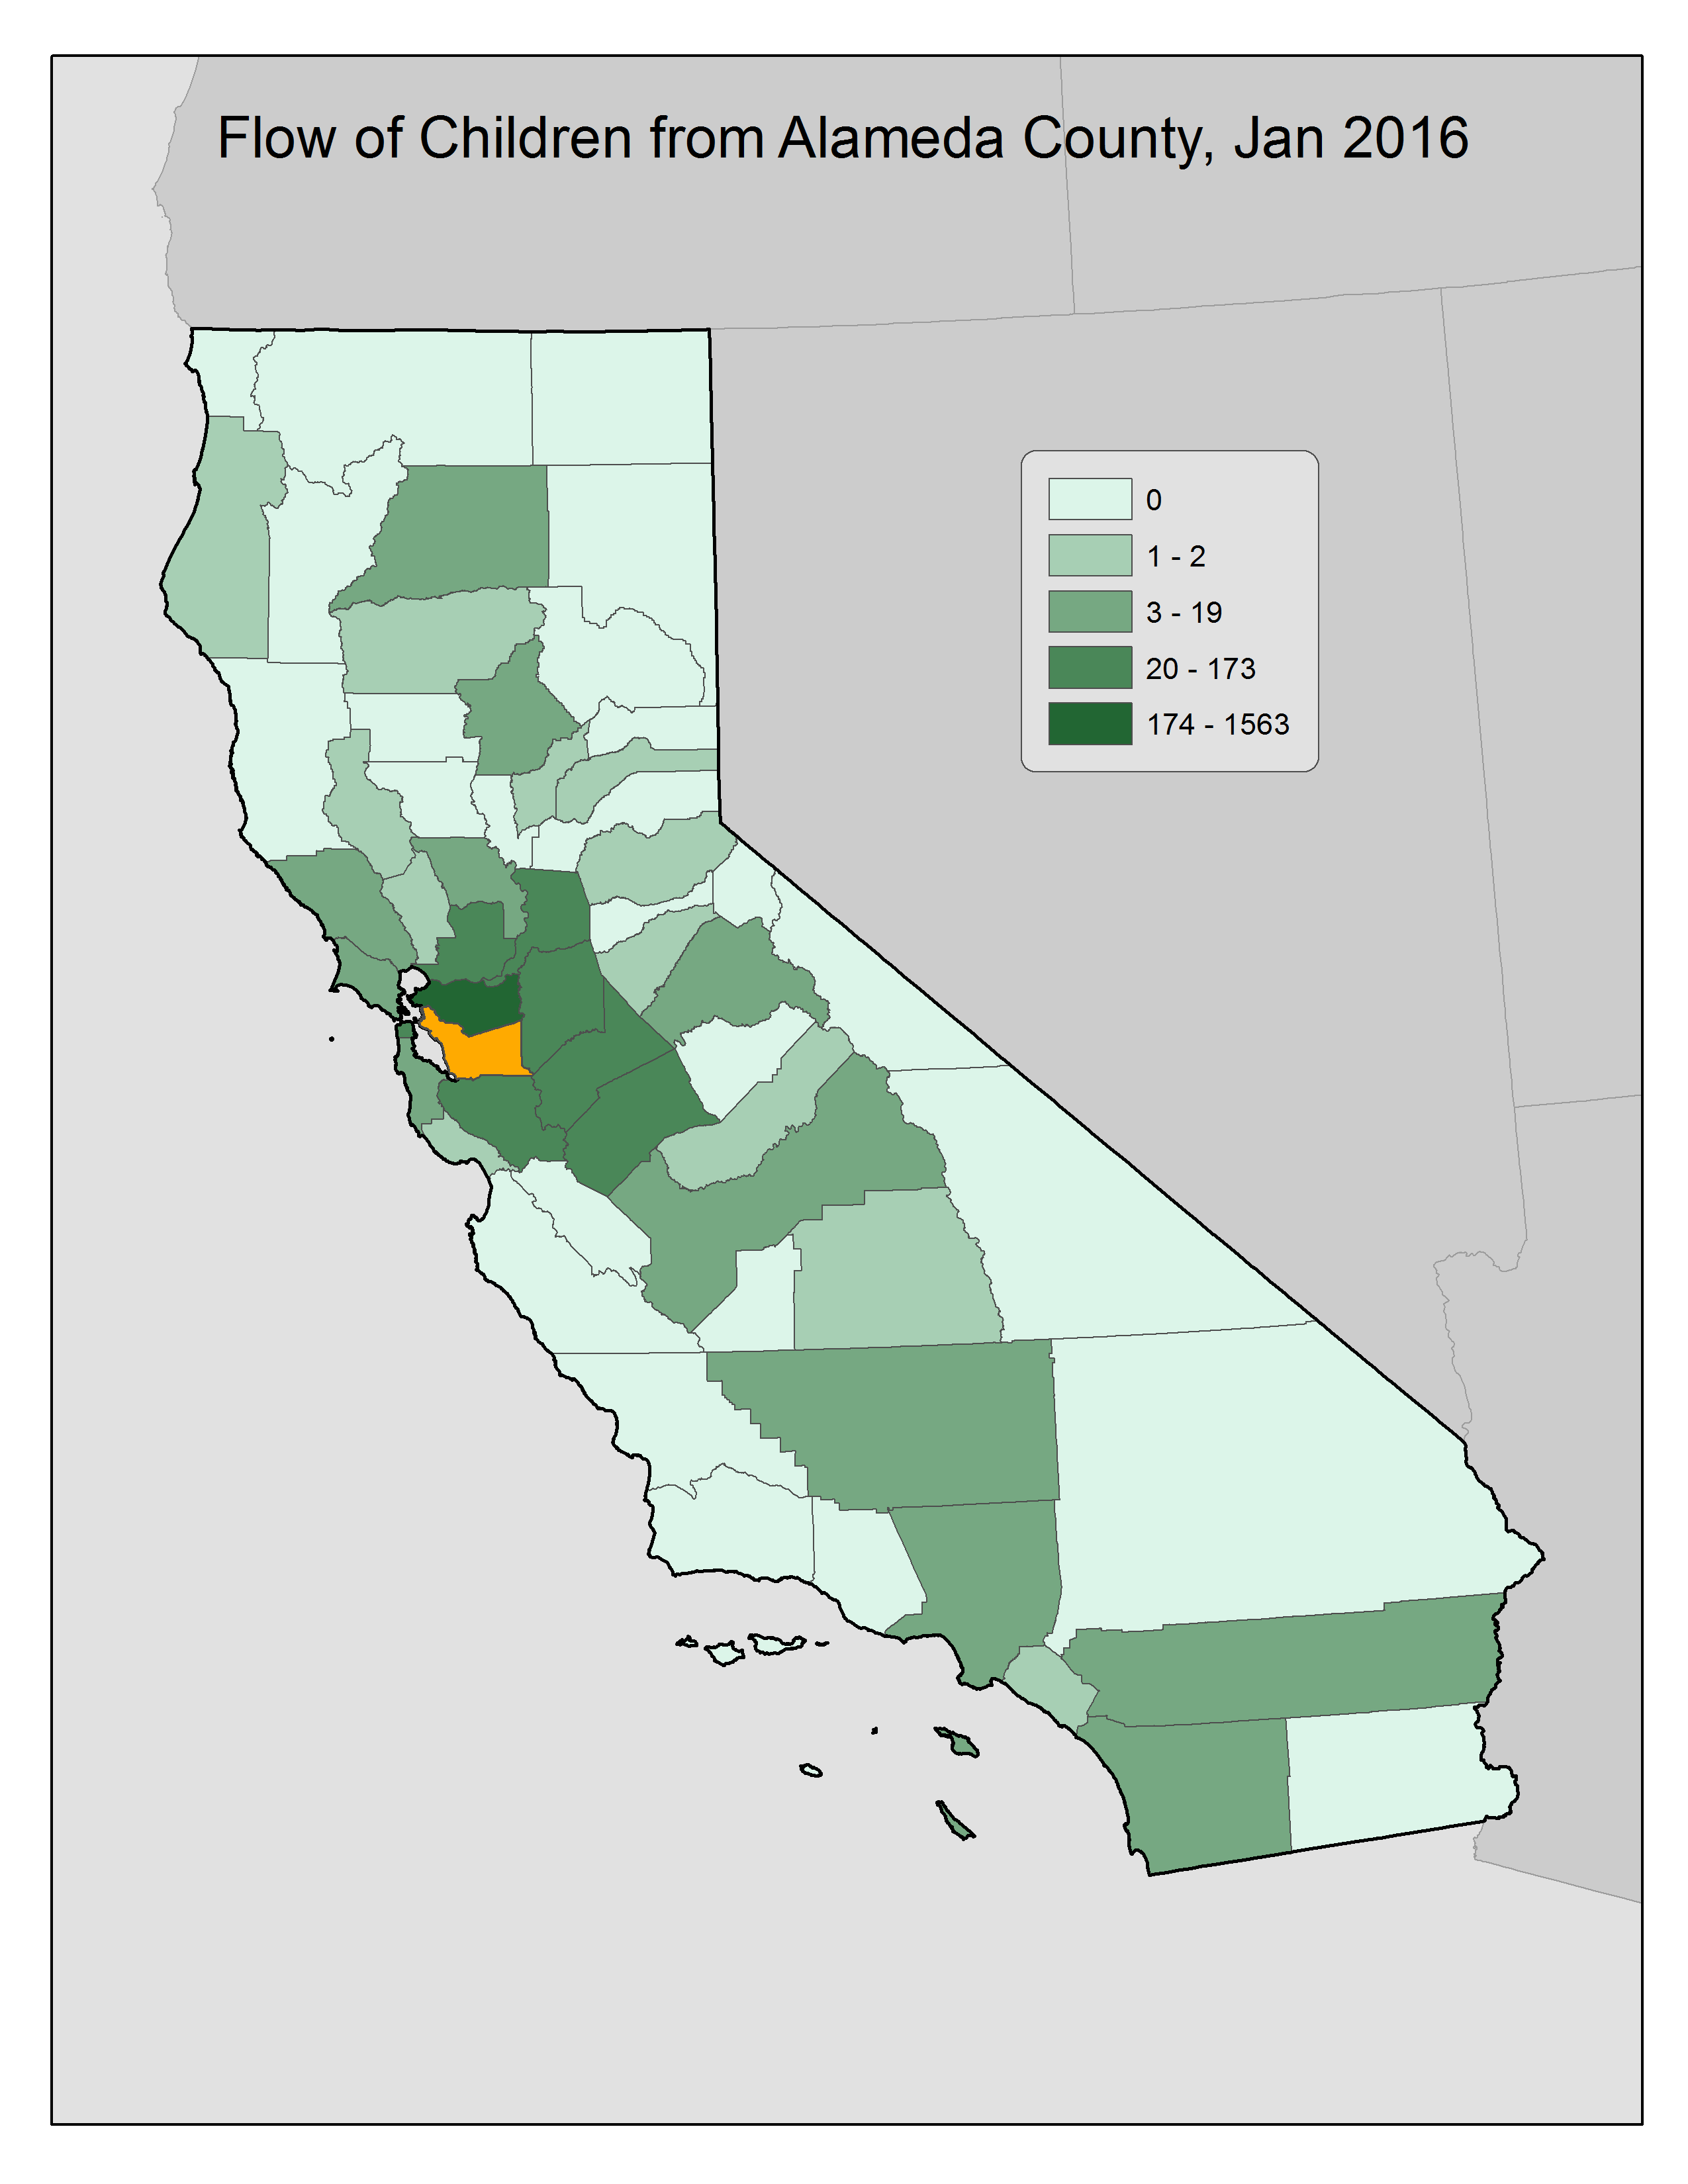 Flow of Children from Alameda County, Jan 2016
0
1 - 2
3 - 19
20 - 173
174 - 1563